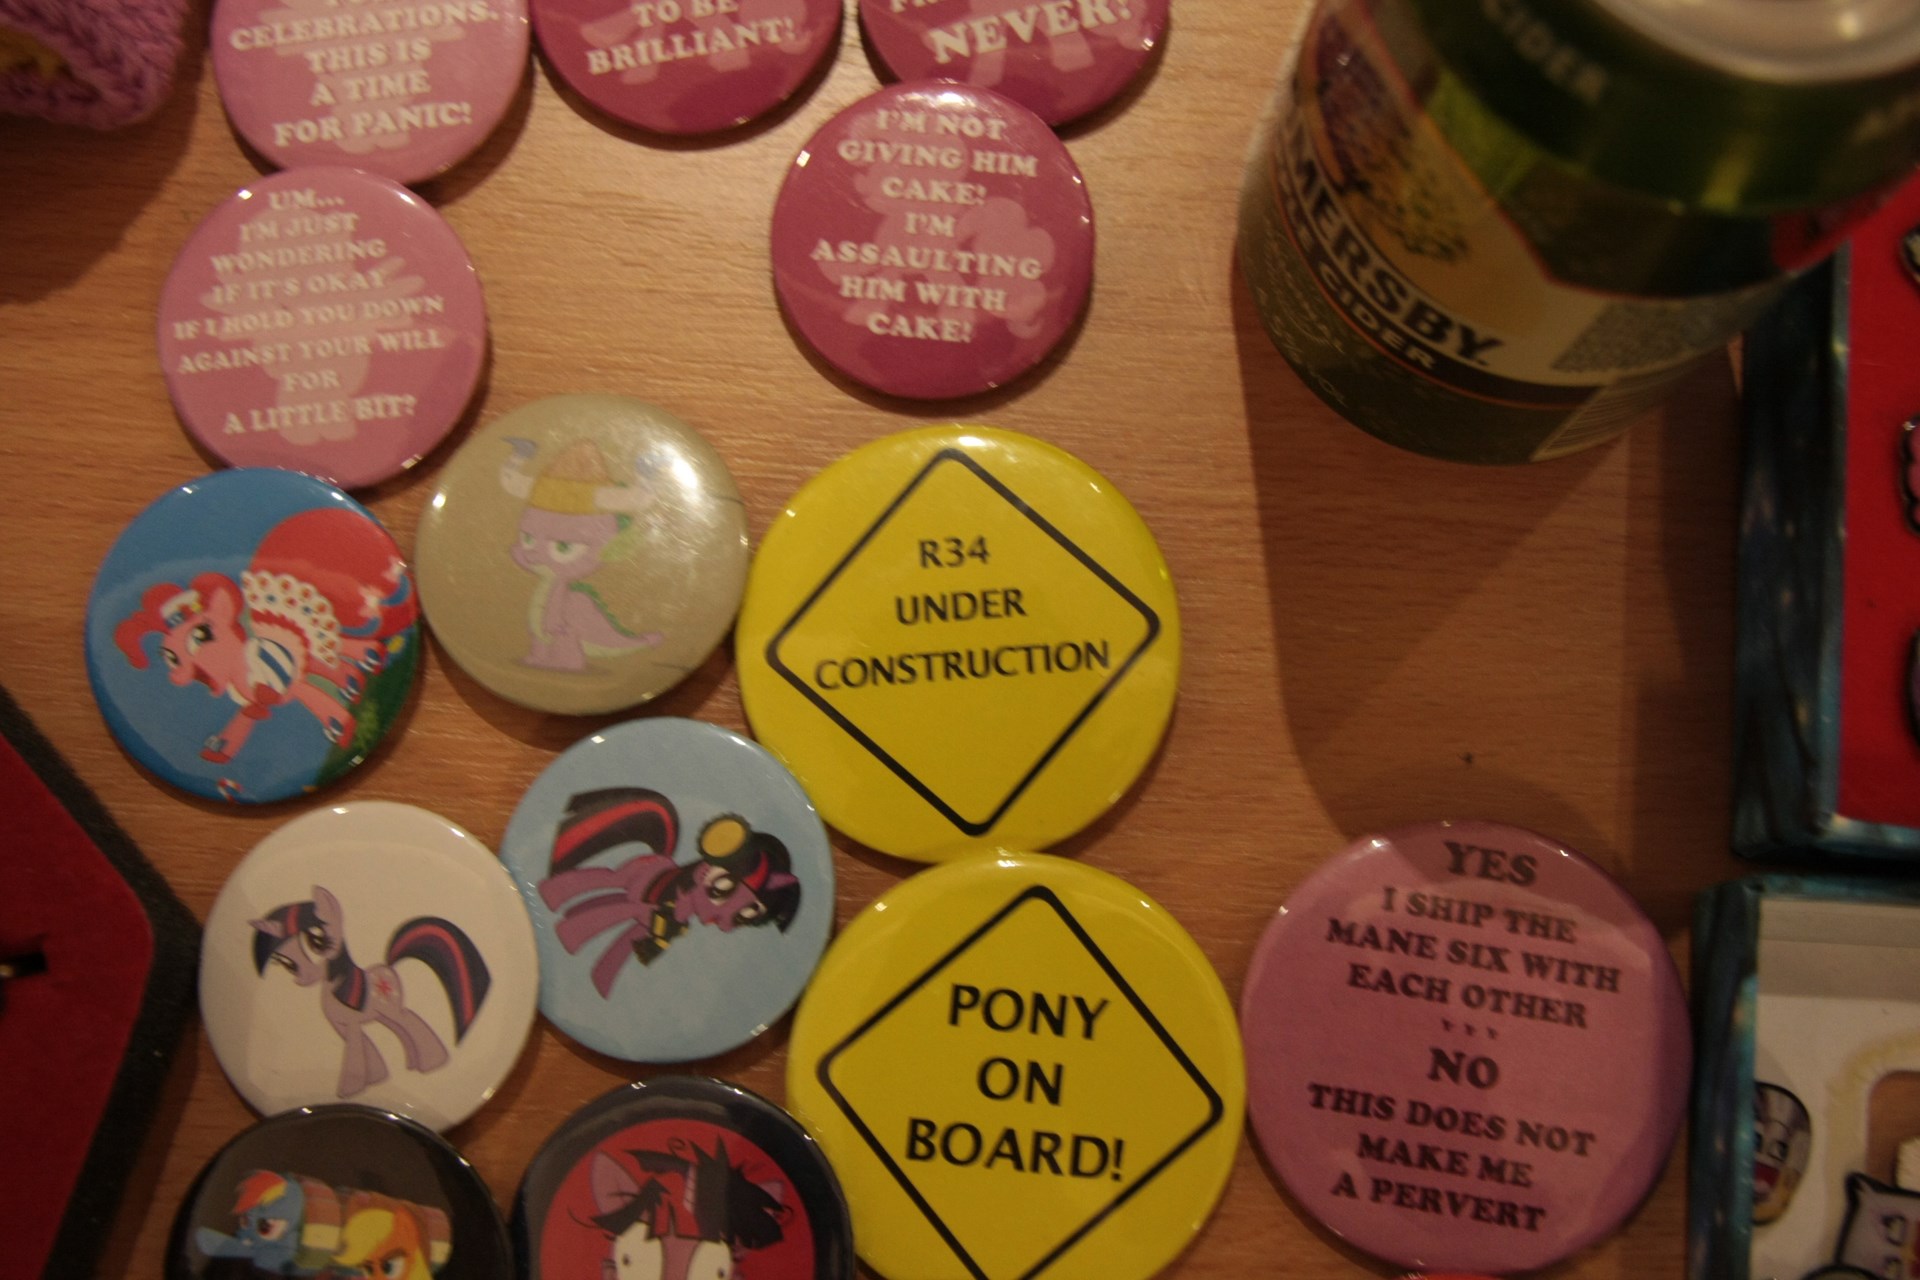 CELEBRATIONS.
THIS IS
A TIME
FOR PANIC!
TO BE
BRILLIANT!
NEVER!
I'M NOT
GIVING HIM
CAKE!
I'M
ASSAULTING
HIM WITH
CAKE!
UM...
I'M JUST
WONDERING
IF IT'S OKAY
IF I HOLD YOU DOWN
AGAINST YOUR WILL
FOR
A LITTLE BIT?
CIDER
MERSBY
CIDER
R34
UNDER
CONSTRUCTION
PONY
ON
BOARD!
YES
I SHIP THE
MANE SIX WITH
EACH OTHER
NO
THIS DOES NOT
MAKE ME
A PERVERT